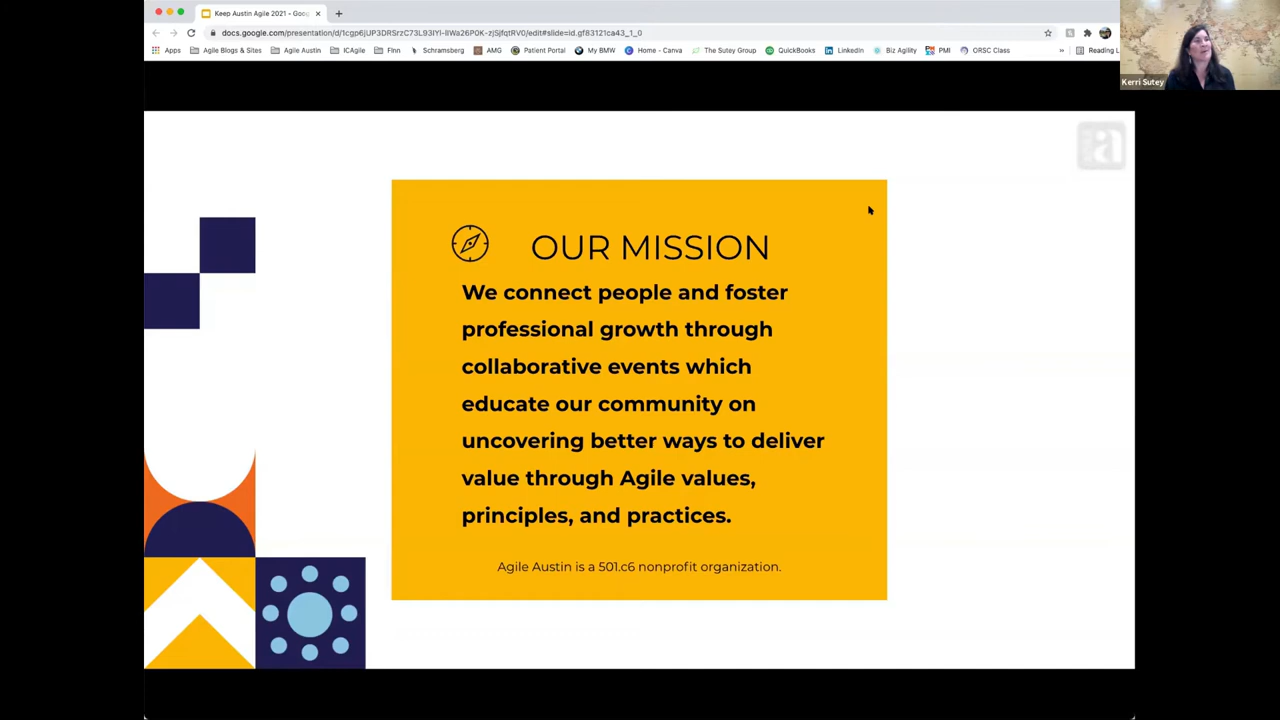 Keep Austin Agile 2021 - Goog
docs.google.com/presentation/d/1cgp6jUP3DRSrzC73L93IYl-IIWa26P0K-zjSjfqtRV0/edit#slide=id.gf83121ca43_1_0
Apps Agile Blogs & Sites Agile Austin ICAgile FInn Schramsberg AMG Patient Portal My BMW Home - Canva The Sutey Group QuickBooks LinkedIn Biz Agility PMI ORSC Class » Reading L
Kerri Sutey
a
OUR MISSION
We connect people and foster
professional growth through
collaborative events which
educate our community on
uncovering better ways to deliver
value through Agile values,
principles, and practices.
Agile Austin is a 501.c6 nonprofit organization.